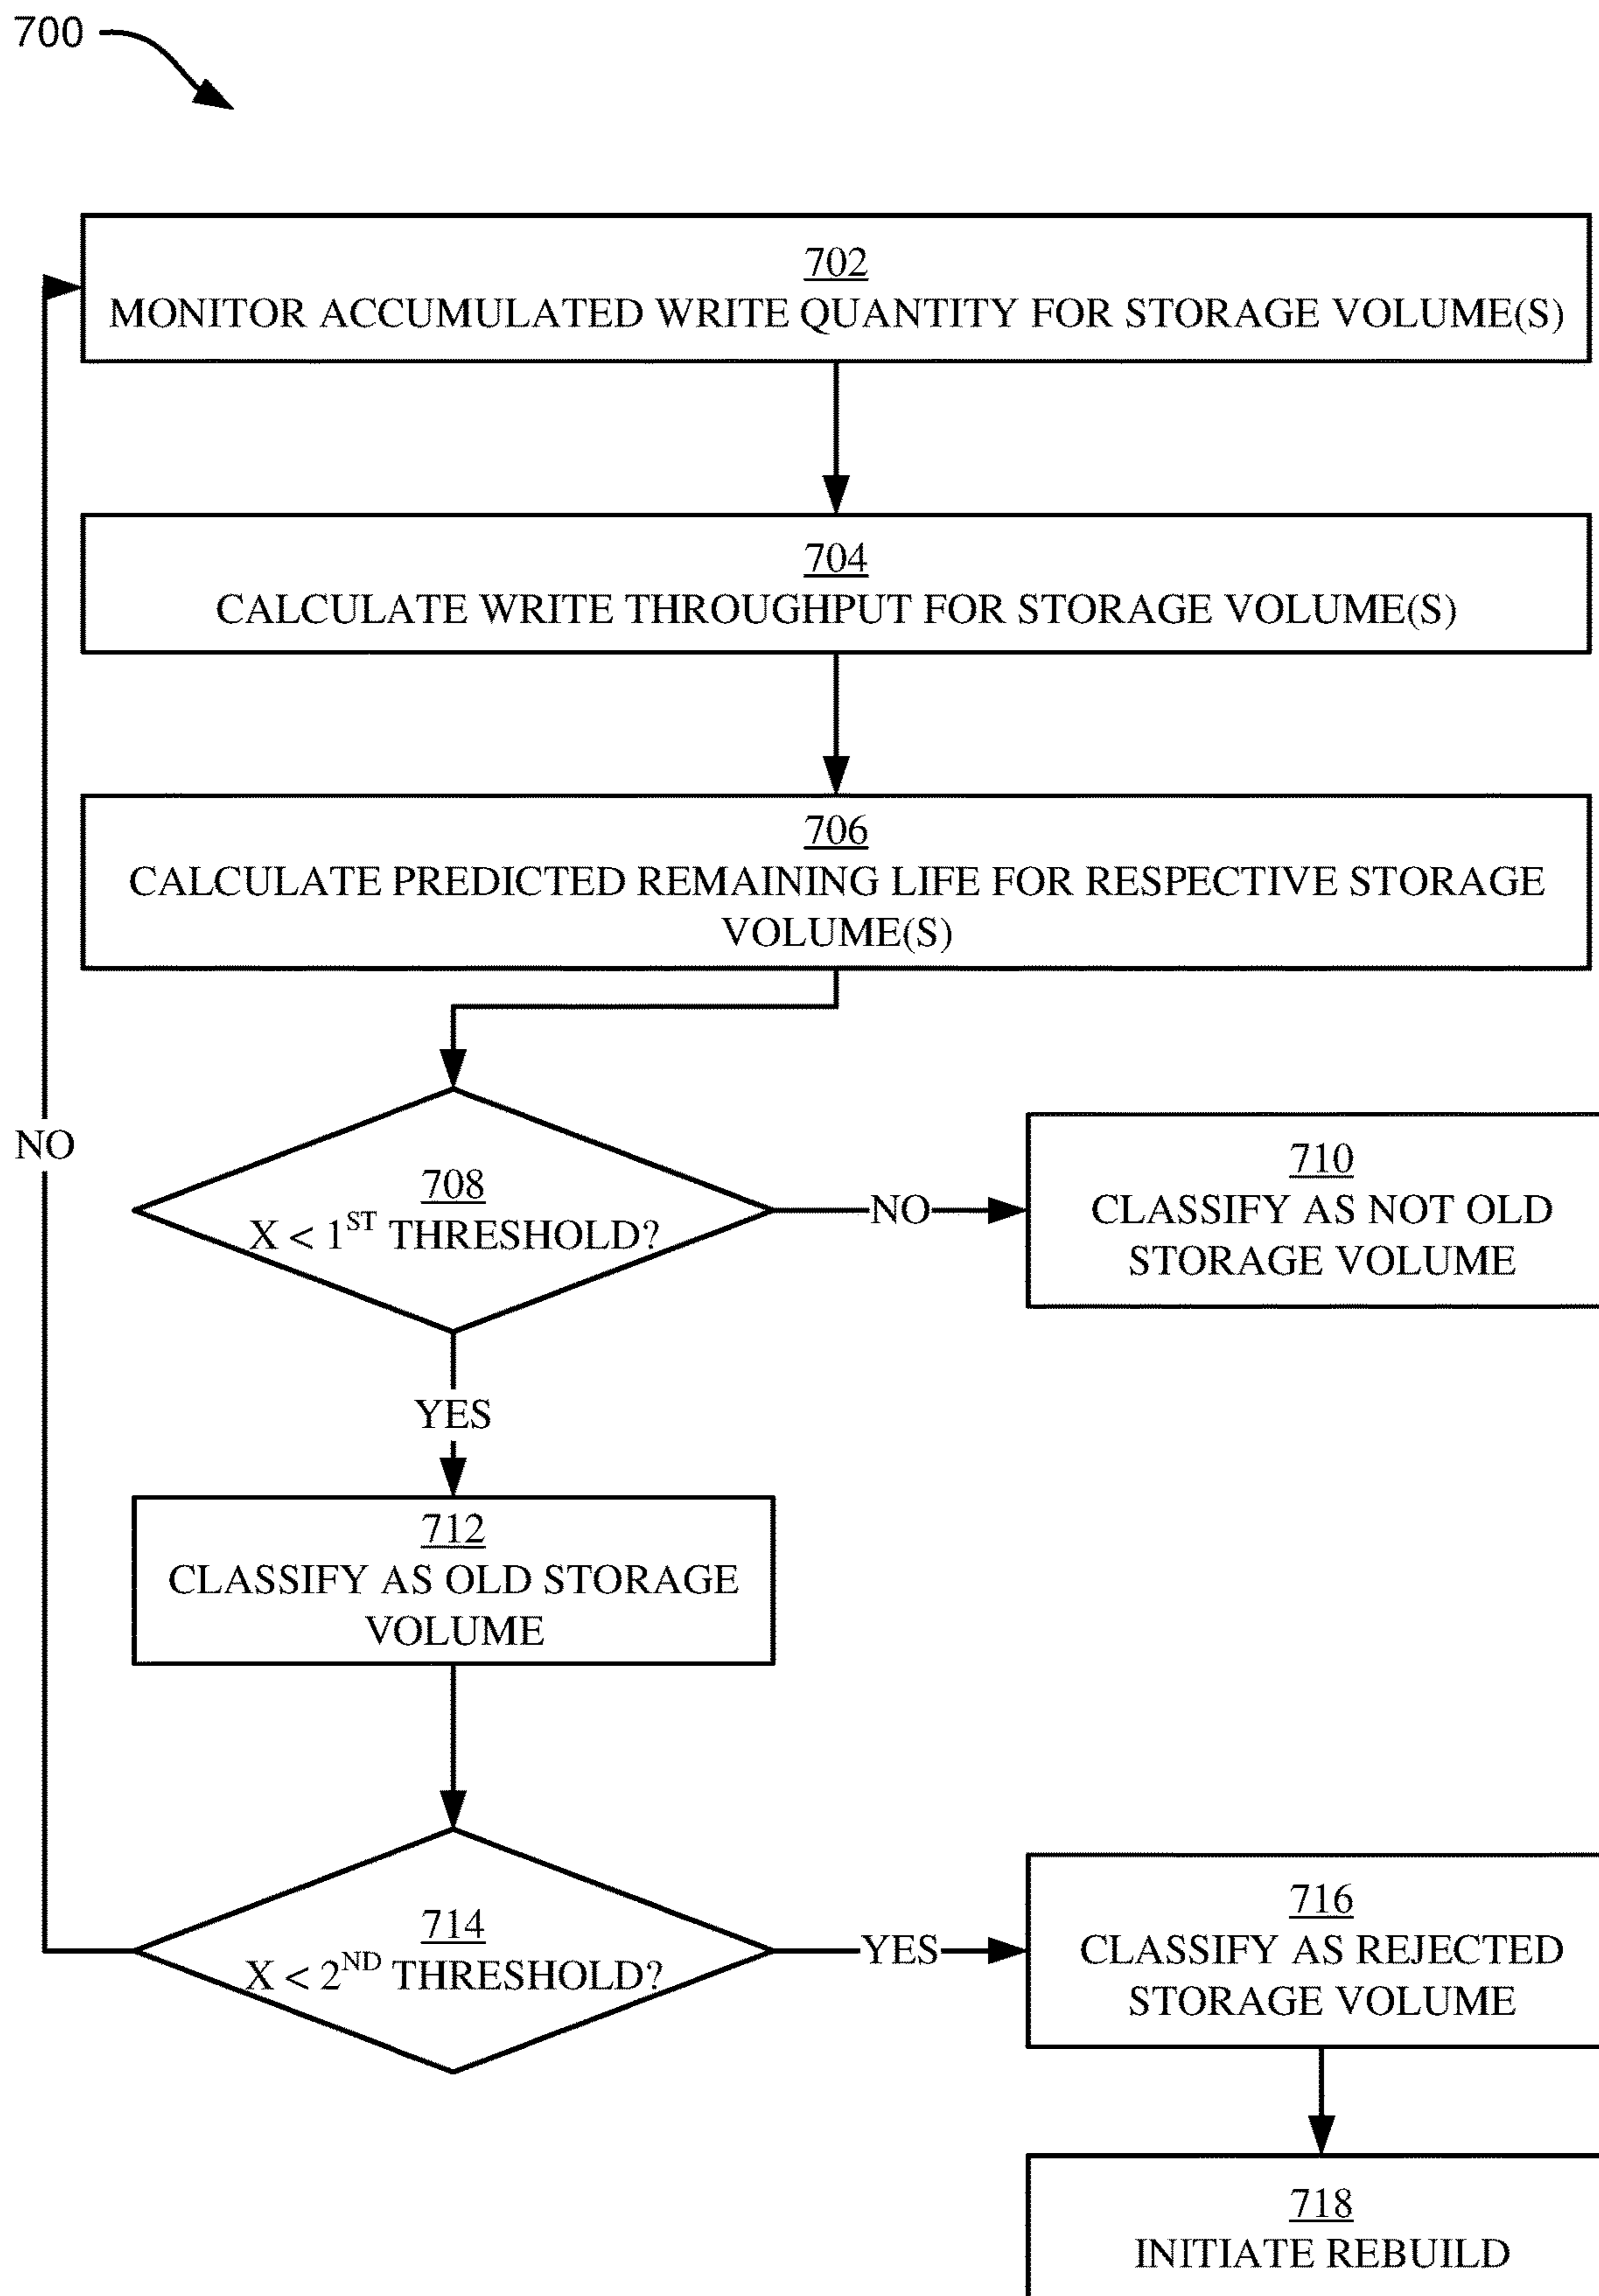 700
702
MONITOR ACCUMULATED WRITE QUANTITY FOR STORAGE VOLUME(S)
704
CALCULATE WRITE THROUGHPUT FOR STORAGE VOLUME(S)
706
CALCULATE PREDICTED REMAINING LIFE FOR RESPECTIVE STORAGE
VOLUME(S)
NO
708
X < 1ST THRESHOLD?
NO
710
CLASSIFY AS NOT OLD
STORAGE VOLUME
YES
712
CLASSIFY AS OLD STORAGE
VOLUME
714
X < 2ND THRESHOLD?
YES
716
CLASSIFY AS REJECTED
STORAGE VOLUME
718
INITIATE REBUILD